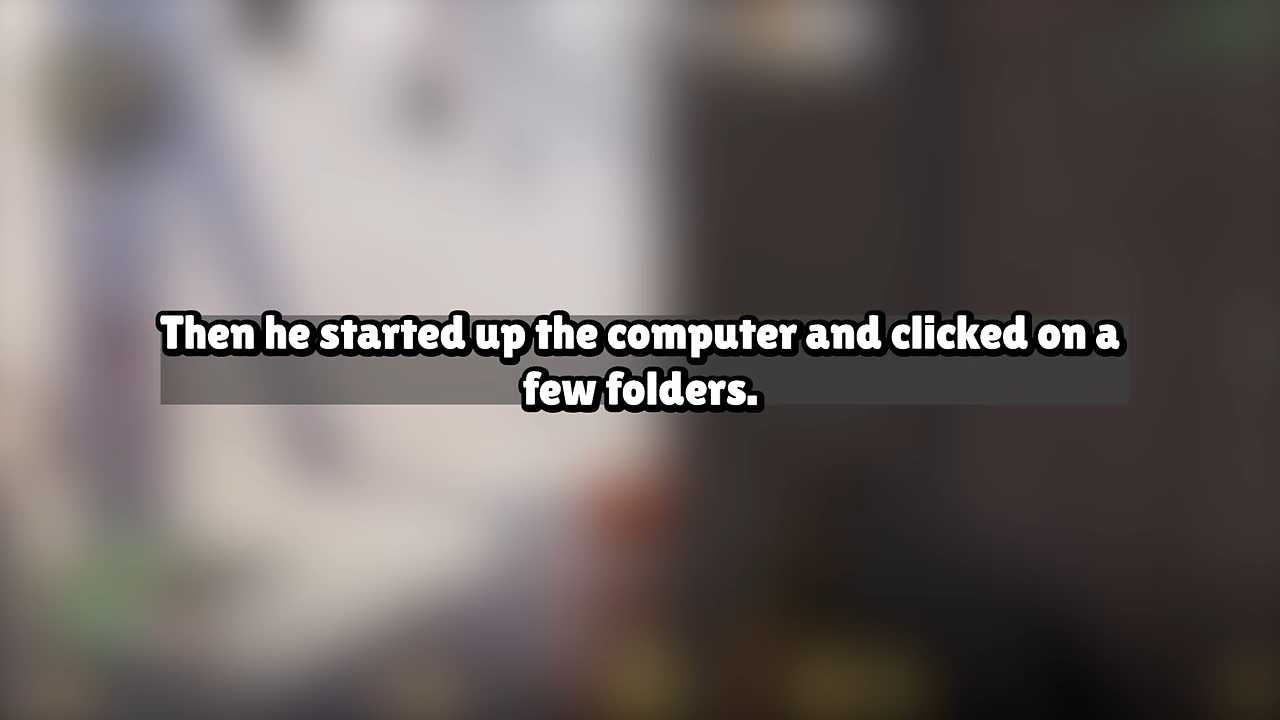 Then he started up the computer and clicked on a
few folders.